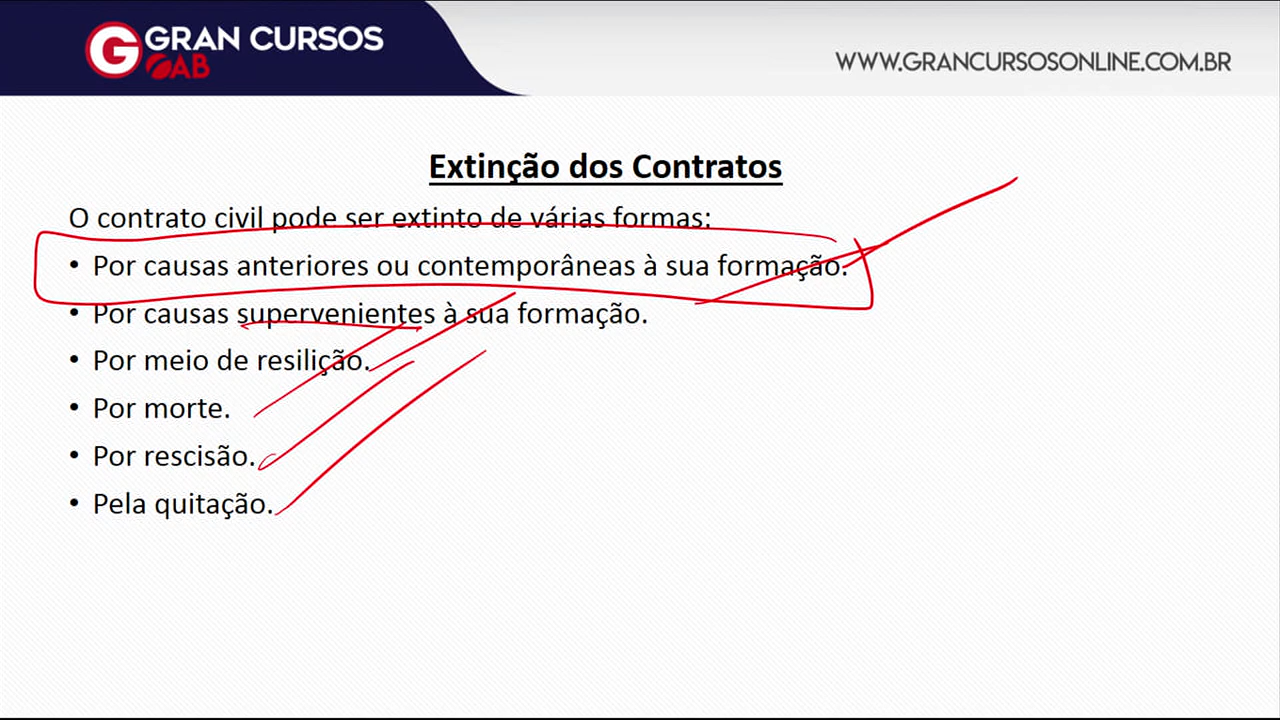 GRAN CURSOS
OAB
WWW.GRANCURSOSONLINE.COM.BR
Extinção dos Contratos
O contrato civil pode ser extinto de várias formas:
• Por causas anteriores ou contemporâneas à sua formação.
• Por causas supervenientes à sua formação.
• Por meio de resilição.
• Por morte.
• Por rescisão.
• Pela quitação.